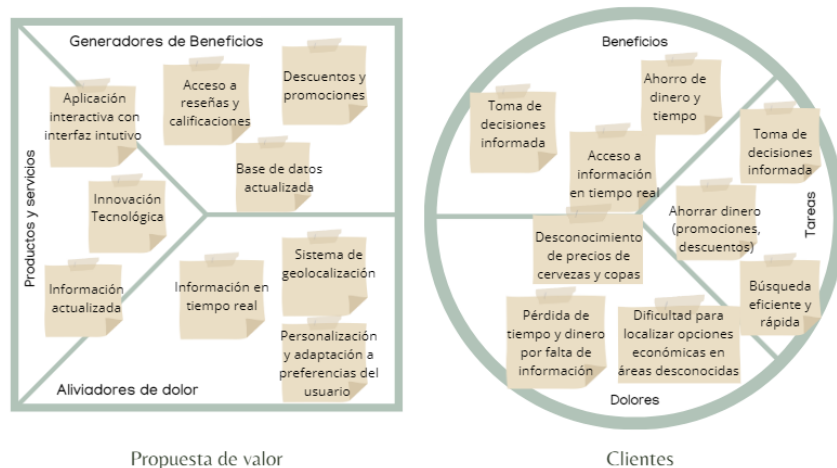 Generadores de Beneficios
Aplicación
interactiva con
interfaz intutivo
Acceso a
reseñas y
calificaciones
Descuentos y
promociones
Base de datos
actualizada
Productos y servicios
Innovación
Tecnológica
Información
actualizada
Información en
tiempo real
Sistema de
geolocalización
Personalización
y adaptación a
preferencias del
usuario
Aliviadores de dolor
Propuesta de valor
Beneficios
Toma de
decisiones
informada
Ahorro de
dinero y
tiempo
Acceso a
información
en tiempo real
Toma de
decisiones
informada
Ahorrar dinero
(promociones,
descuentos)
Tareas
Búsqueda
eficiente y
rápida
Desconocimiento
de precios de
cervezas y copas
Pérdida de
tiempo y dinero
por falta de
información
Dificultad para
localizar opciones
económicas en
áreas desconocidas
Dolores
Clientes